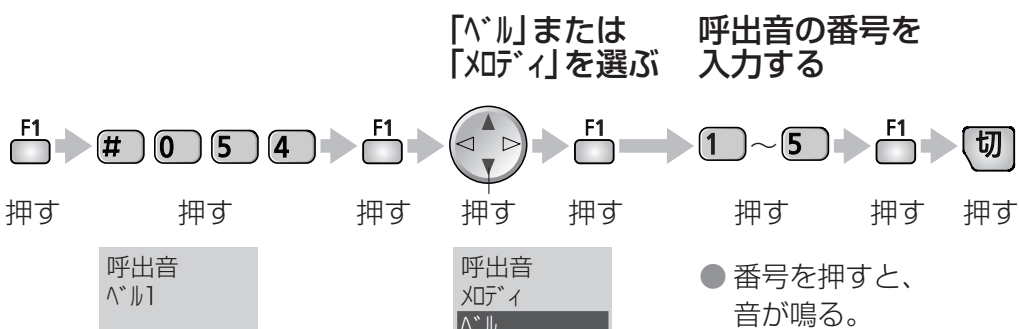 「ﾍﾞﾙ」または
「ﾒﾛﾃﾞｨ」を選ぶ
呼出音の番号を
入力する
F1 # 0 5 4 F1 F1 1 ～ 5 F1 切
押す 押す 押す 押す 押す 押す 押す 押す
呼出音
ﾍﾞﾙ1
呼出音
ﾒﾛﾃﾞｨ
ﾍﾞﾙ
● 番号を押すと、
音が鳴る。